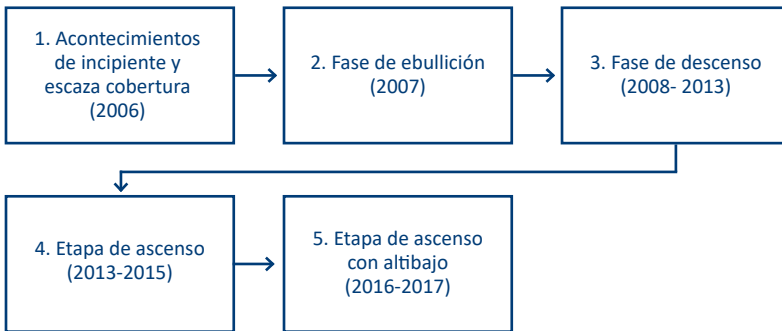 1. Acontecimientos
de incipiente y
escaza cobertura
(2006)
2. Fase de ebullición
(2007)
3. Fase de descenso
(2008- 2013)
4. Etapa de ascenso
(2013-2015)
5. Etapa de ascenso
con altibajo
(2016-2017)